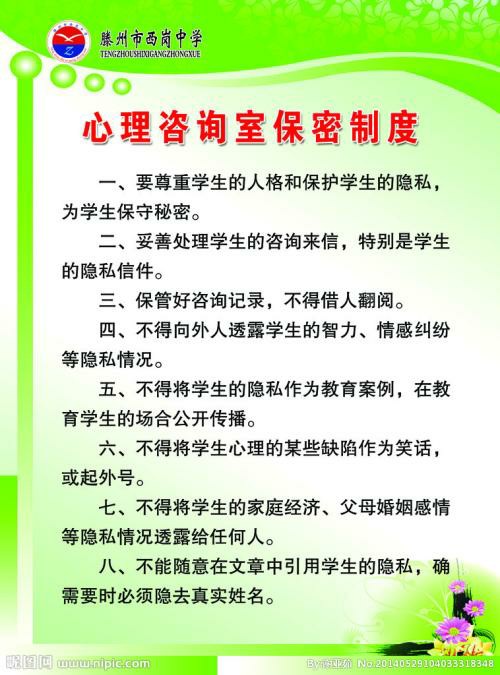 滕州市西岗中学
TENGZHOUSHIXIGANGZHONGXUE
心理咨询室保密制度
一、要尊重学生的人格和保护学生的隐私，
为学生保守秘密。
二、妥善处理学生的咨询来信，特别是学生
的隐私信件。
三、保管好咨询记录，不得借人翻阅。
四、不得向外人透露学生的智力、情感纠纷
等隐私情况。
五、不得将学生的隐私作为教育案例，在教
育学生的场合公开传播。
六、不得将学生心理的某些缺陷作为笑话，
或起外号。
七、不得将学生的家庭经济、父母婚姻感情
等隐私情况透露给任何人。
八、不能随意在文章中引用学生的隐私，确
需要时必须隐去真实姓名。
昵图网 www.nipic.com
No.20140529104033318348